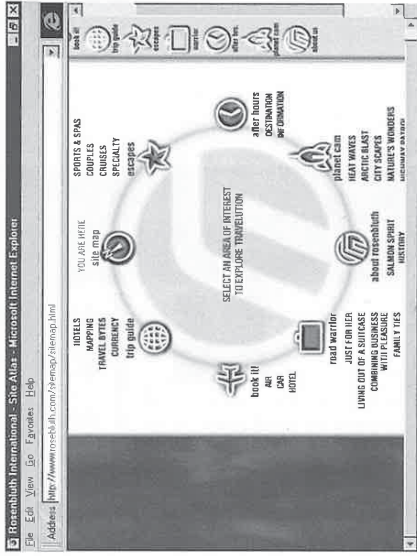 Rosenbluth International - Site Atlas - Microsoft Internet Explorer
File Edit View Go Favorites Help
Address http://www.rosenbluth.com/sitemap/sitemap.html
YOU ARE HERE
site map
HOTELS
MAPPING
TRAVEL BYTES
CURRENCY
trip guide
SPORTS & SPAS
COUPLES
CRUISES
SPECIALTY
escapes
book it!
AIR
CAR
HOTEL
SELECT AN AREA OF INTEREST
TO EXPLORE TRAVELUTION
after hours
DESTINATION
INFORMATION
road warrior
JUST FOR HER
LIVING OUT OF A SUITCASE
COMBINING BUSINESS
WITH PLEASURE
FAMILY TIES
about rosenbluth
SALMON SPIRIT
HISTORY
planet cam
HEAT WAVES
ARCTIC BLAST
CITY SCAPES
NATURE'S WONDERS
HIGHWAY PATROL
book it!
trip guide
escapes
warrior
after hrs.
planet cam
about us